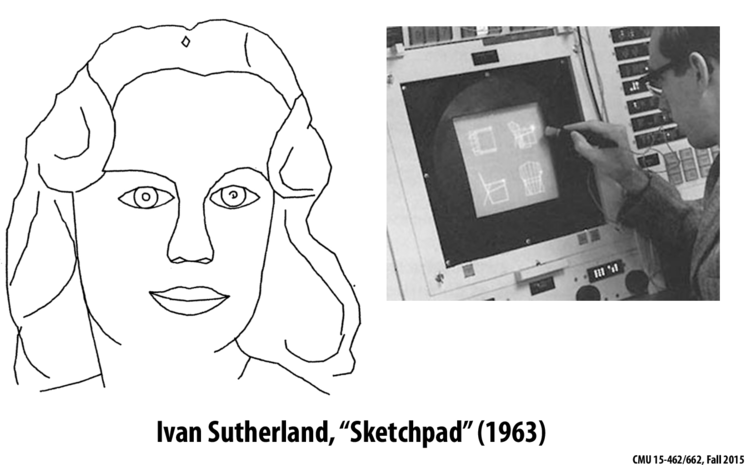 Ivan Sutherland, “Sketchpad” (1963)
CMU 15-462/662, Fall 2015